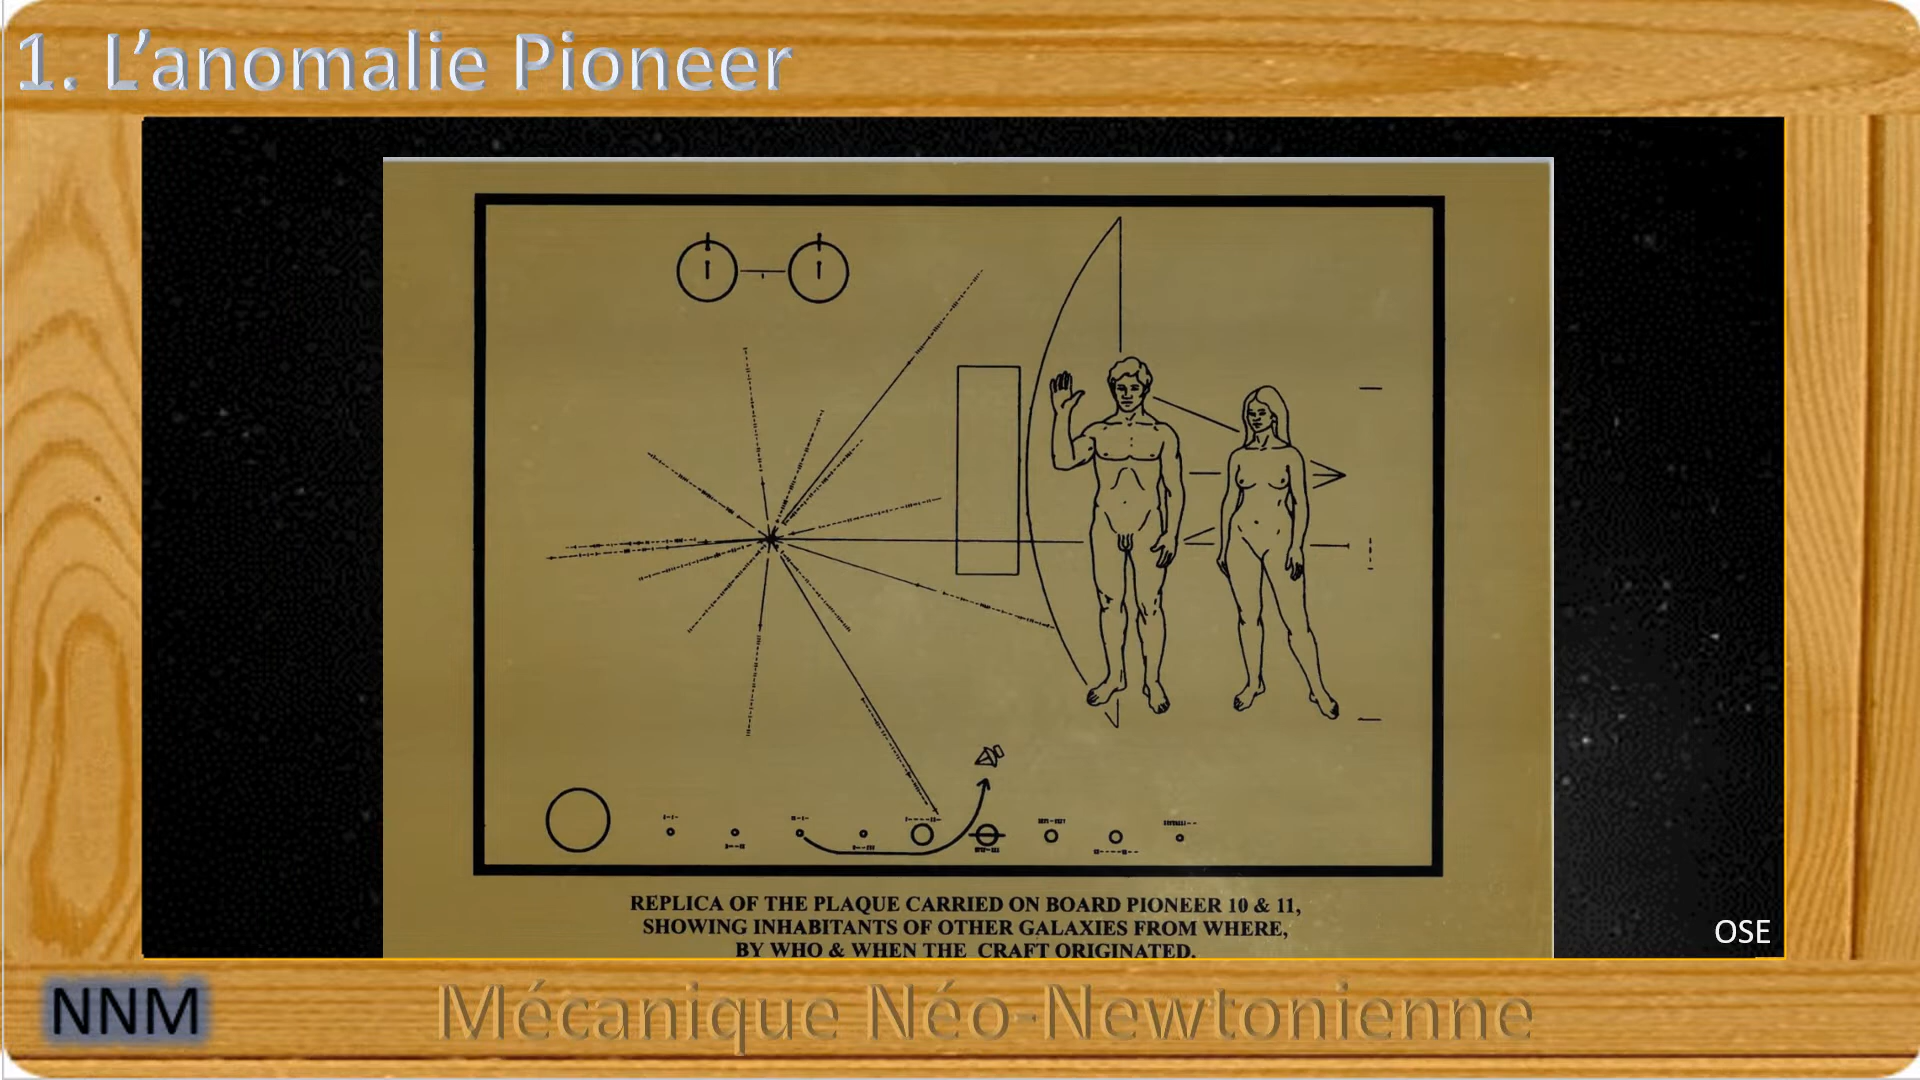 1. L’anomalie Pioneer
REPLICA OF THE PLAQUE CARRIED ON BOARD PIONEER 10 & 11,
SHOWING INHABITANTS OF OTHER GALAXIES FROM WHERE,
BY WHO & WHEN THE CRAFT ORIGINATED.
OSE
NNM
Mécanique Néo-Newtonienne